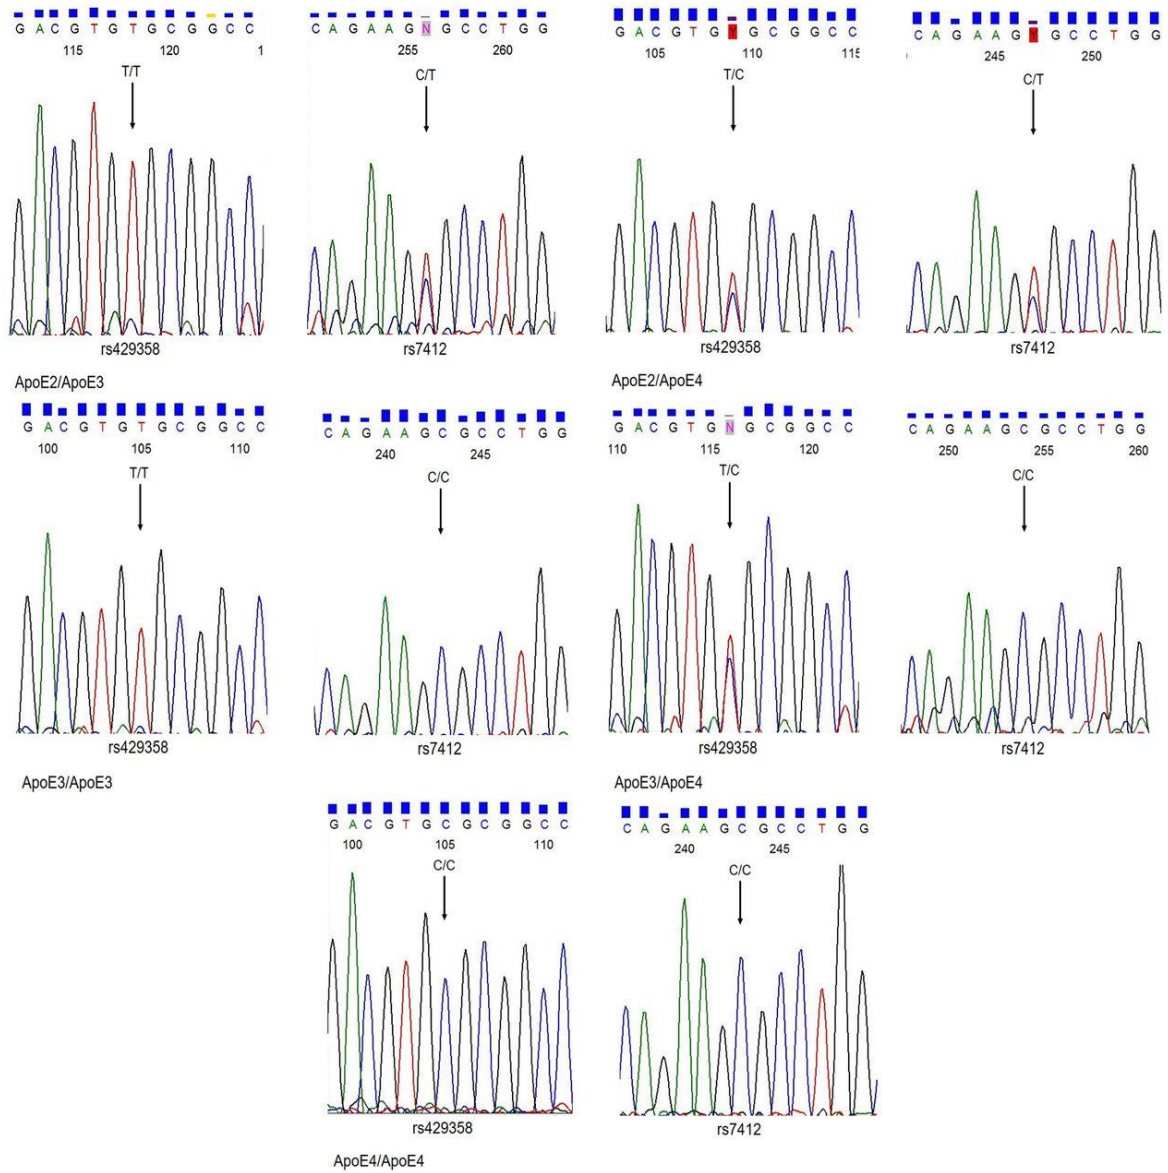 G A C G T G T G C G G C C
115 120 1
T/T
rs429358
C A G A A G N G C C T G G
255 260
C/T
rs7412
ApoE2/ApoE3
G A C G T G Y G C G G C C
105 110 115
T/C
rs429358
C A G A A G Y G C C T G G
245 250
C/T
rs7412
ApoE2/ApoE4
G A C G T G T G C G G C C
100 105 110
T/T
rs429358
C A G A A G C G C C T G G
240 245
C/C
rs7412
ApoE3/ApoE3
G A C G T G N G C G G C C
110 115 120
T/C
rs429358
C A G A A G C G C C T G G
250 255 260
C/C
rs7412
ApoE3/ApoE4
G A C G T G C G C G G C C
100 105 110
C/C
rs429358
C A G A A G C G C C T G G
240 245
C/C
rs7412
ApoE4/ApoE4